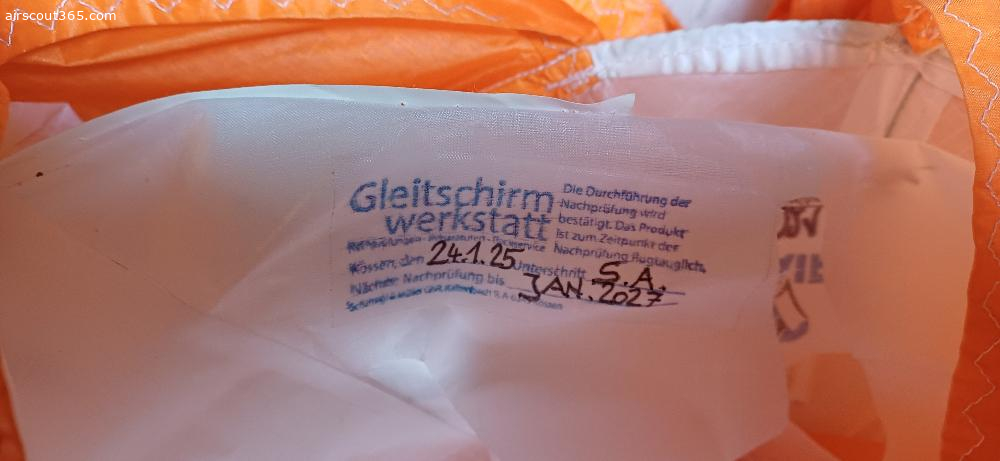 airscout365.com
Gleitschirm
werkstatt
Die Durchführung der
Nachprüfung wird
bestätigt. Das Produkt
ist zum Zeitpunkt der
Nachprüfung flugtauglich.
Kössen, den 24.1.25 Unterschrift S.A.
Nächste Nachprüfung bis JAN. 2027